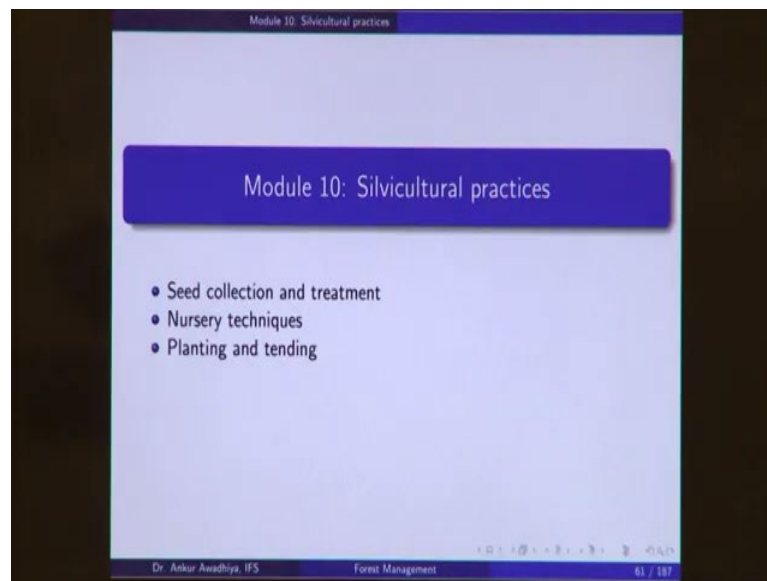 Module 10: Silvicultural practices
Module 10: Silvicultural practices
Seed collection and treatment
Nursery techniques
Planting and tending
Dr. Ankur Awadhiya, IFS Forest Management 61 / 187